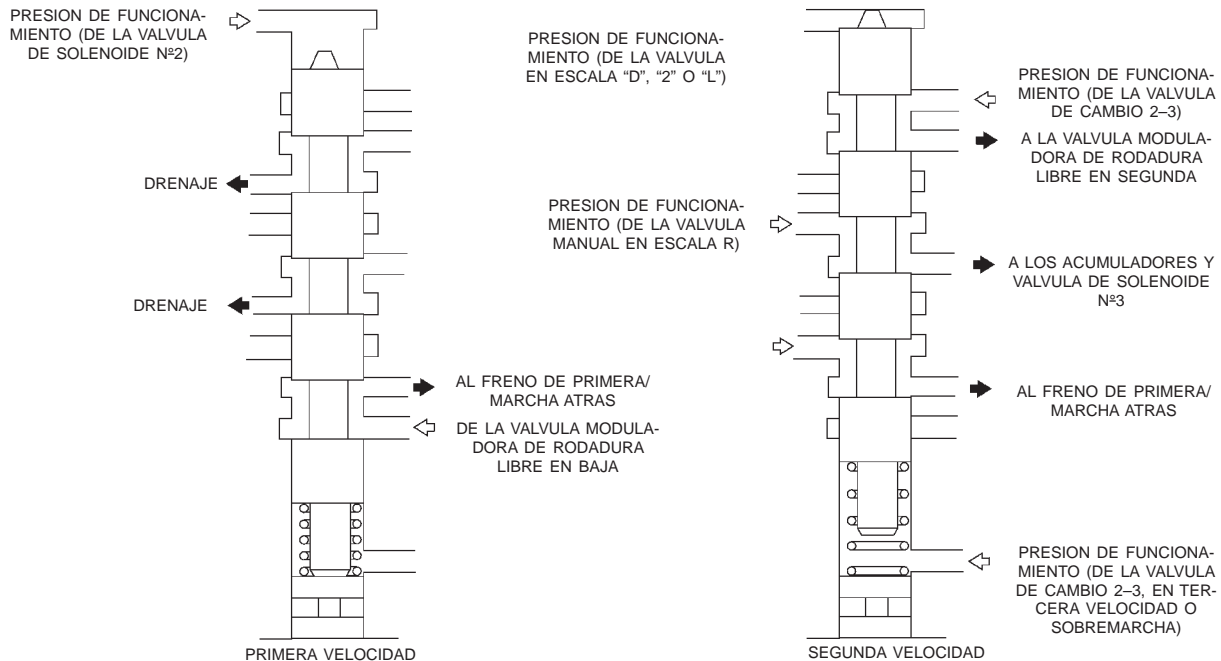 PRESION DE FUNCIONA-
MIENTO (DE LA VALVULA
DE SOLENOIDE Nº2)
DRENAJE
DRENAJE
AL FRENO DE PRIMERA/
MARCHA ATRAS
DE LA VALVULA MODULA-
DORA DE RODADURA
LIBRE EN BAJA
PRIMERA VELOCIDAD
PRESION DE FUNCIONA-
MIENTO (DE LA VALVULA
EN ESCALA “D”, “2” O “L”)
PRESION DE FUNCIONA-
MIENTO (DE LA VALVULA
DE CAMBIO 2–3)
A LA VALVULA MODULA-
DORA DE RODADURA
LIBRE EN SEGUNDA
PRESION DE FUNCIONA-
MIENTO (DE LA VALVULA
MANUAL EN ESCALA R)
A LOS ACUMULADORES Y
VALVULA DE SOLENOIDE
Nº3
AL FRENO DE PRIMERA/
MARCHA ATRAS
PRESION DE FUNCIONA-
MIENTO (DE LA VALVULA
DE CAMBIO 2–3, EN TER-
CERA VELOCIDAD O
SOBREMARCHA)
SEGUNDA VELOCIDAD